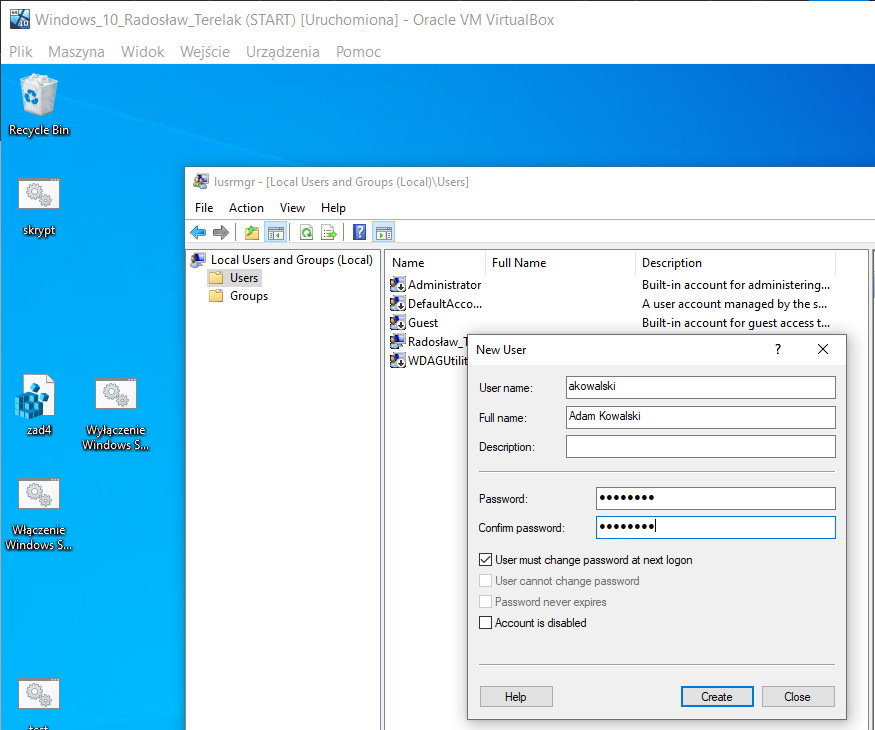 Windows_10_Radosław_Terelak (START) [Uruchomiona] - Oracle VM VirtualBox
Plik Maszyna Widok Wejście Urządzenia Pomoc
Recycle Bin
skrypt
zad4
Wyłączenie
Windows S...
Włączenie
Windows S...
lusrmgr - [Local Users and Groups (Local)\Users]
File Action View Help
Local Users and Groups (Local)
Users
Groups
Name Full Name Description
Administrator Built-in account for administering...
DefaultAcco... A user account managed by the s...
Guest Built-in account for guest access t...
Radosław_T
WDAGUtilit
New User
User name: akowalski
Full name: Adam Kowalski
Description:
Password: ••••••••
Confirm password: ••••••••
User must change password at next logon
User cannot change password
Password never expires
Account is disabled
Help Create Close